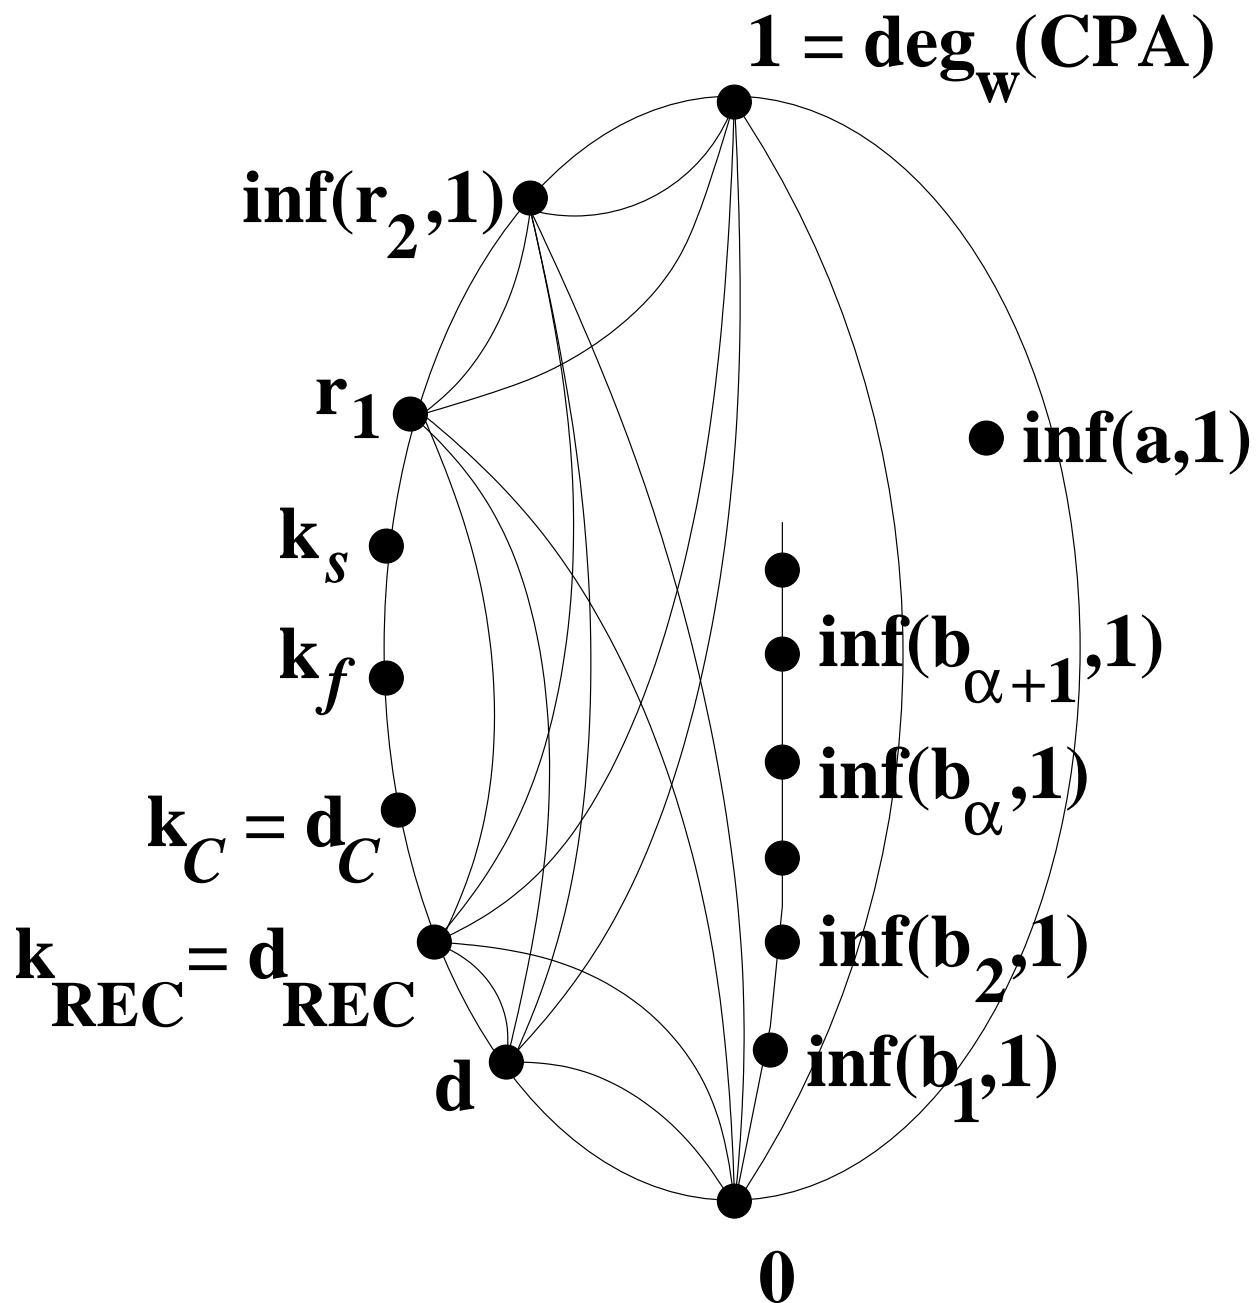 1 = deg_w(CPA)
inf(r_2,1)
r_1
inf(a,1)
k_s
k_f
inf(b_α+1,1)
inf(b_α,1)
k_C = d_C
inf(b_2,1)
k_REC = d_REC
inf(b_1,1)
d
0